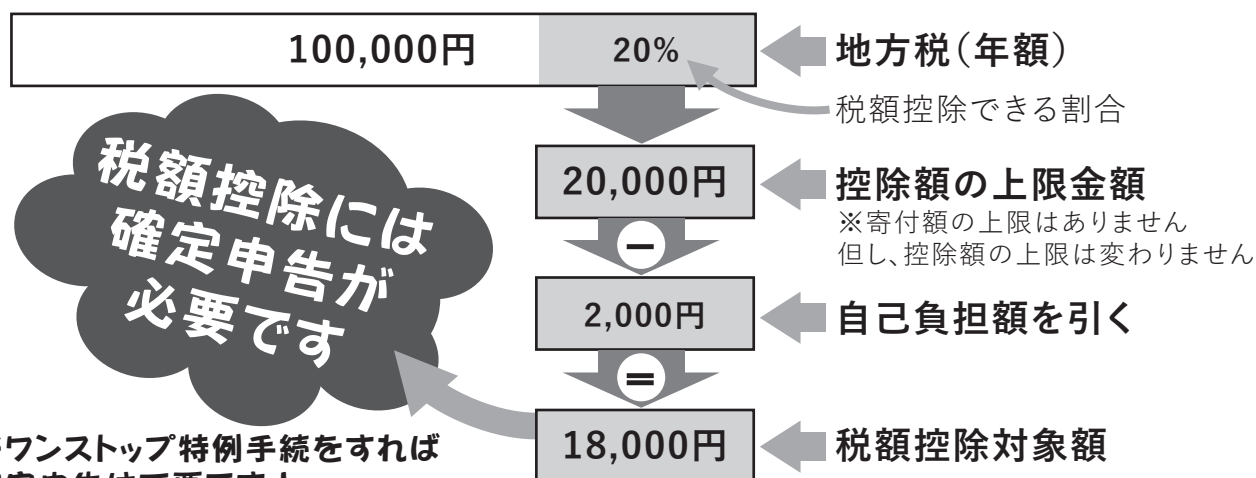 100,000円 20% 地方税(年額)
税額控除できる割合
税額控除には
確定申告が
必要です
20,000円 控除額の上限金額
※寄付額の上限はありません
但し、控除額の上限は変わりません
−
2,000円 自己負担額を引く
=
18,000円 税額控除対象額
ワンストップ特例手続をすれば